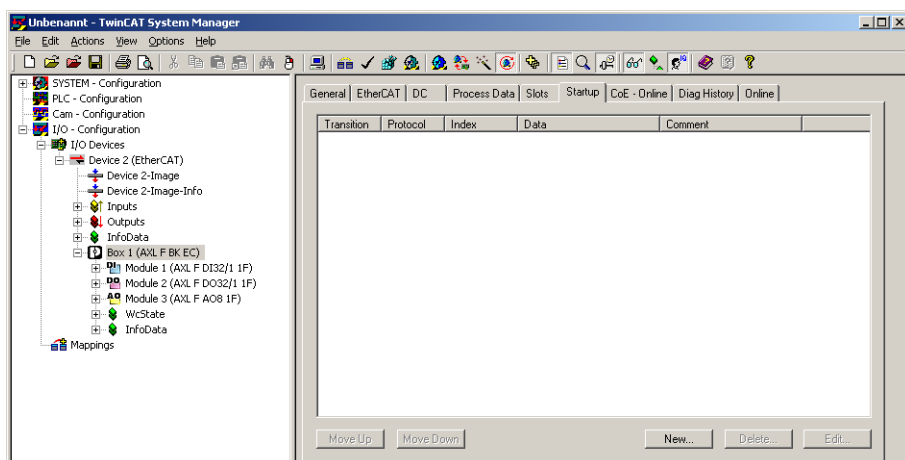 Unbenannt - TwinCAT System Manager
File Edit Actions View Options Help
SYSTEM - Configuration
PLC - Configuration
Cam - Configuration
I/O - Configuration
I/O Devices
Device 2 (EtherCAT)
Device 2-Image
Device 2-Image-Info
Inputs
Outputs
InfoData
Box 1 (AXL F BK EC)
Module 1 (AXL F DI32/1 1F)
Module 2 (AXL F DO32/1 1F)
Module 3 (AXL F AO8 1F)
WcState
InfoData
Mappings
General EtherCAT DC Process Data Slots Startup CoE - Online Diag History Online
Transition Protocol Index Data Comment
Move Up Move Down New... Delete... Edit...